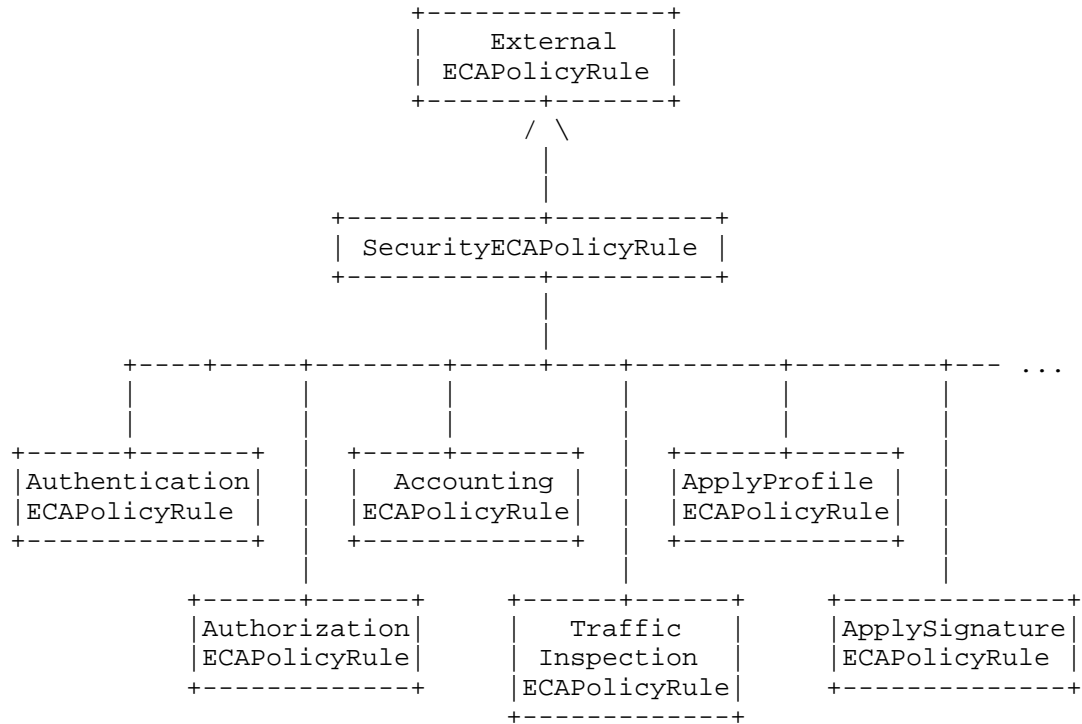 External
ECAPolicyRule
SecurityECAPolicyRule
...
Authentication
ECAPolicyRule
Accounting
ECAPolicyRule
ApplyProfile
ECAPolicyRule
Authorization
ECAPolicyRule
Traffic
Inspection
ECAPolicyRule
ApplySignature
ECAPolicyRule